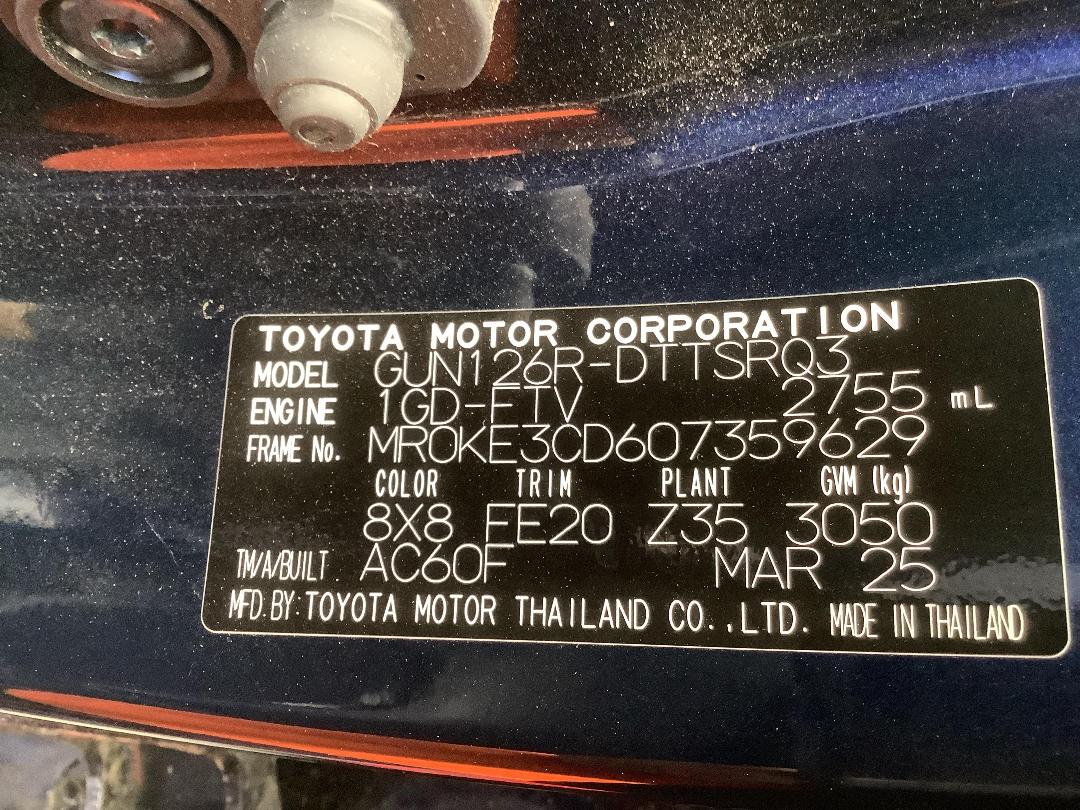 TOYOTA MOTOR CORPORATION
MODEL GUN126R-DTTSRQ3
ENGINE 1GD-FTV 2755 mL
FRAME No. MR0KE3CD607359629
COLOR TRIM PLANT GVM (kg)
8X8 FE20 Z35 3050
TM/A/BUILT AC60F MAR 25
MFD.BY:TOYOTA MOTOR THAILAND CO.,LTD. MADE IN THAILAND